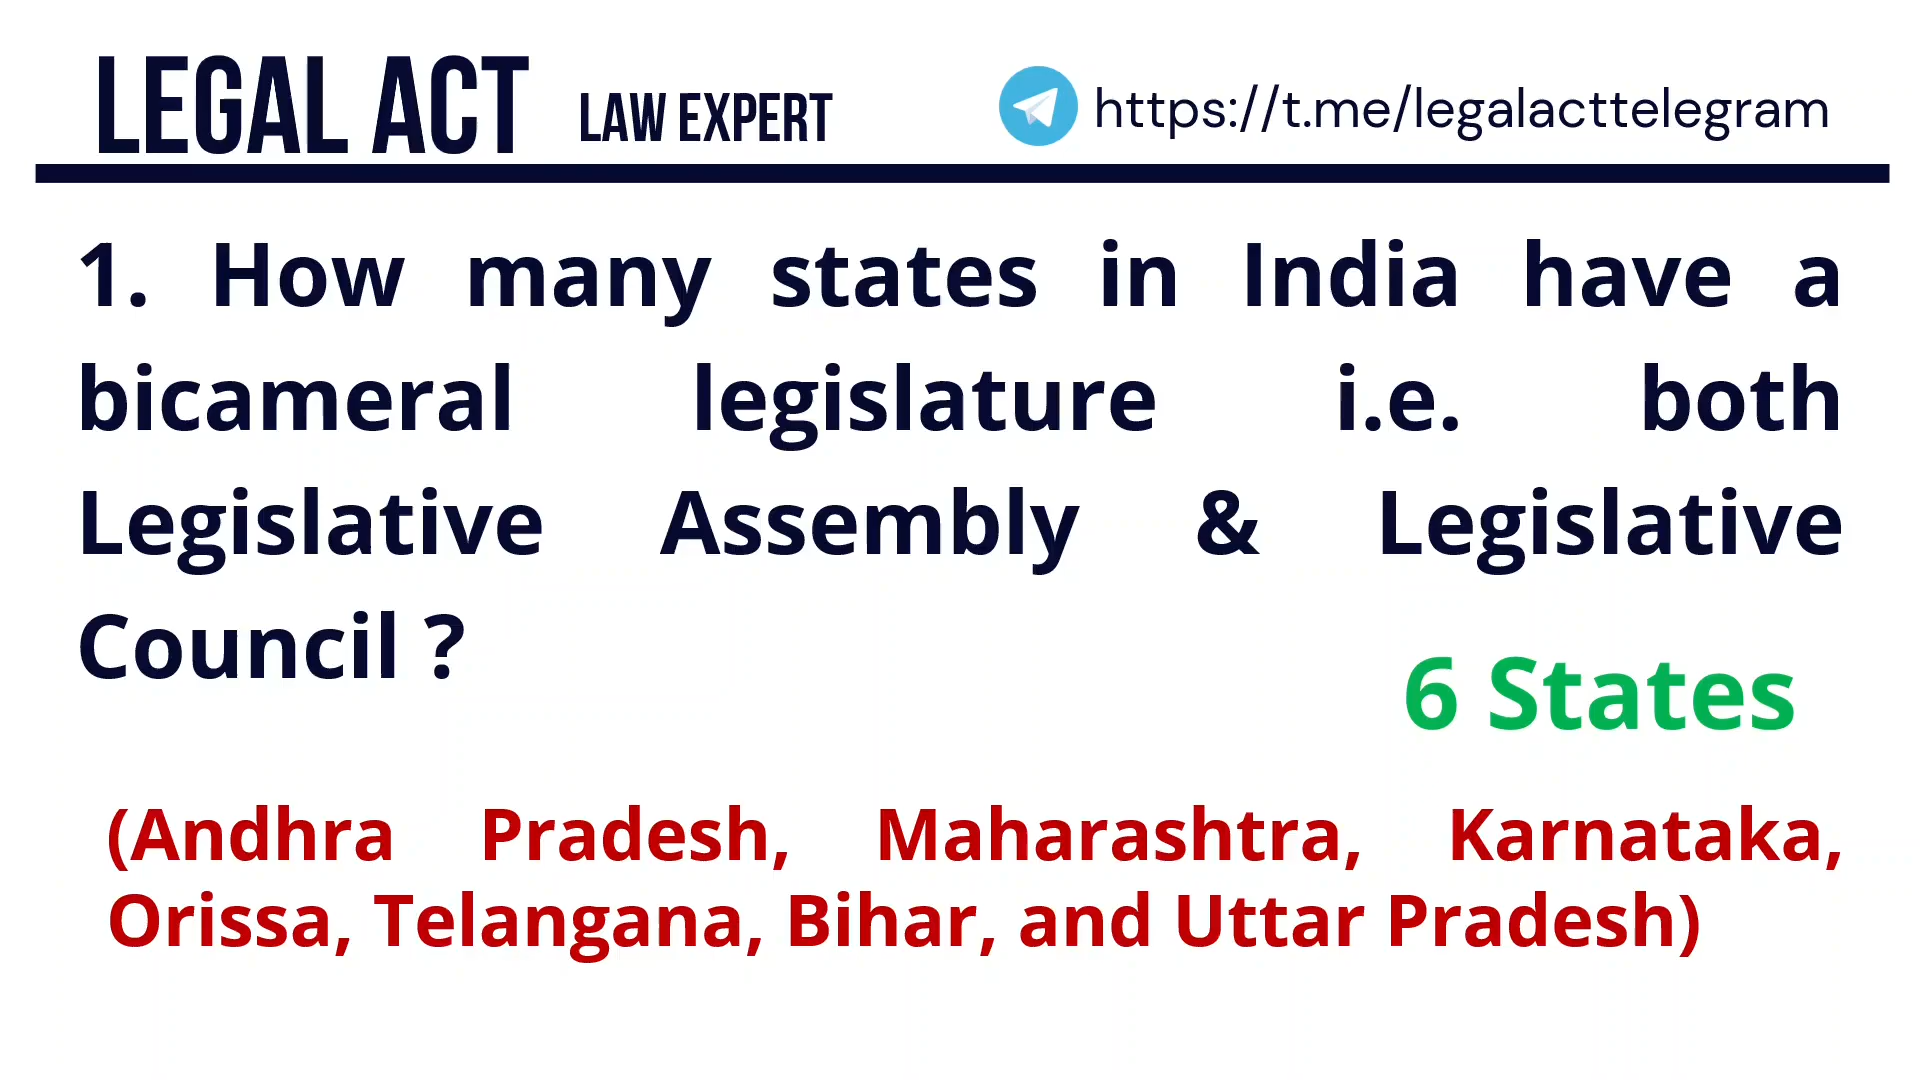 LEGAL ACT LAW EXPERT https://t.me/legalacttelegram
1. How many states in India have a
bicameral legislature i.e. both
Legislative Assembly & Legislative
Council ?
6 States
(Andhra Pradesh, Maharashtra, Karnataka,
Orissa, Telangana, Bihar, and Uttar Pradesh)